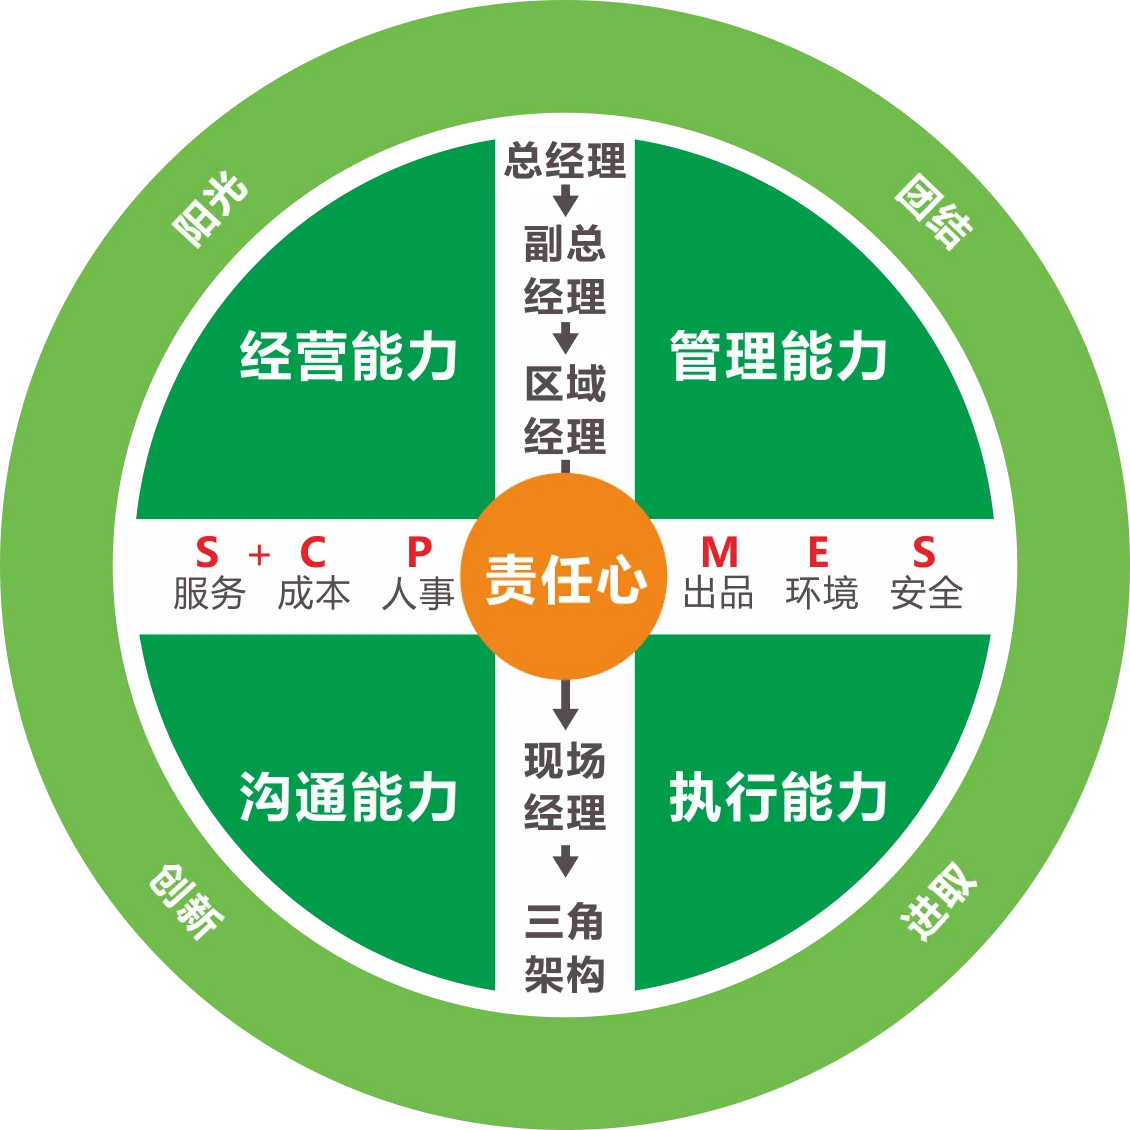 阳光
团结
总经理
副总
经理
区域
经理
经营能力
管理能力
S + C P
服务 成本 人事
责任心
M E S
出品 环境 安全
沟通能力
执行能力
现场
经理
三角
架构
创新
进取